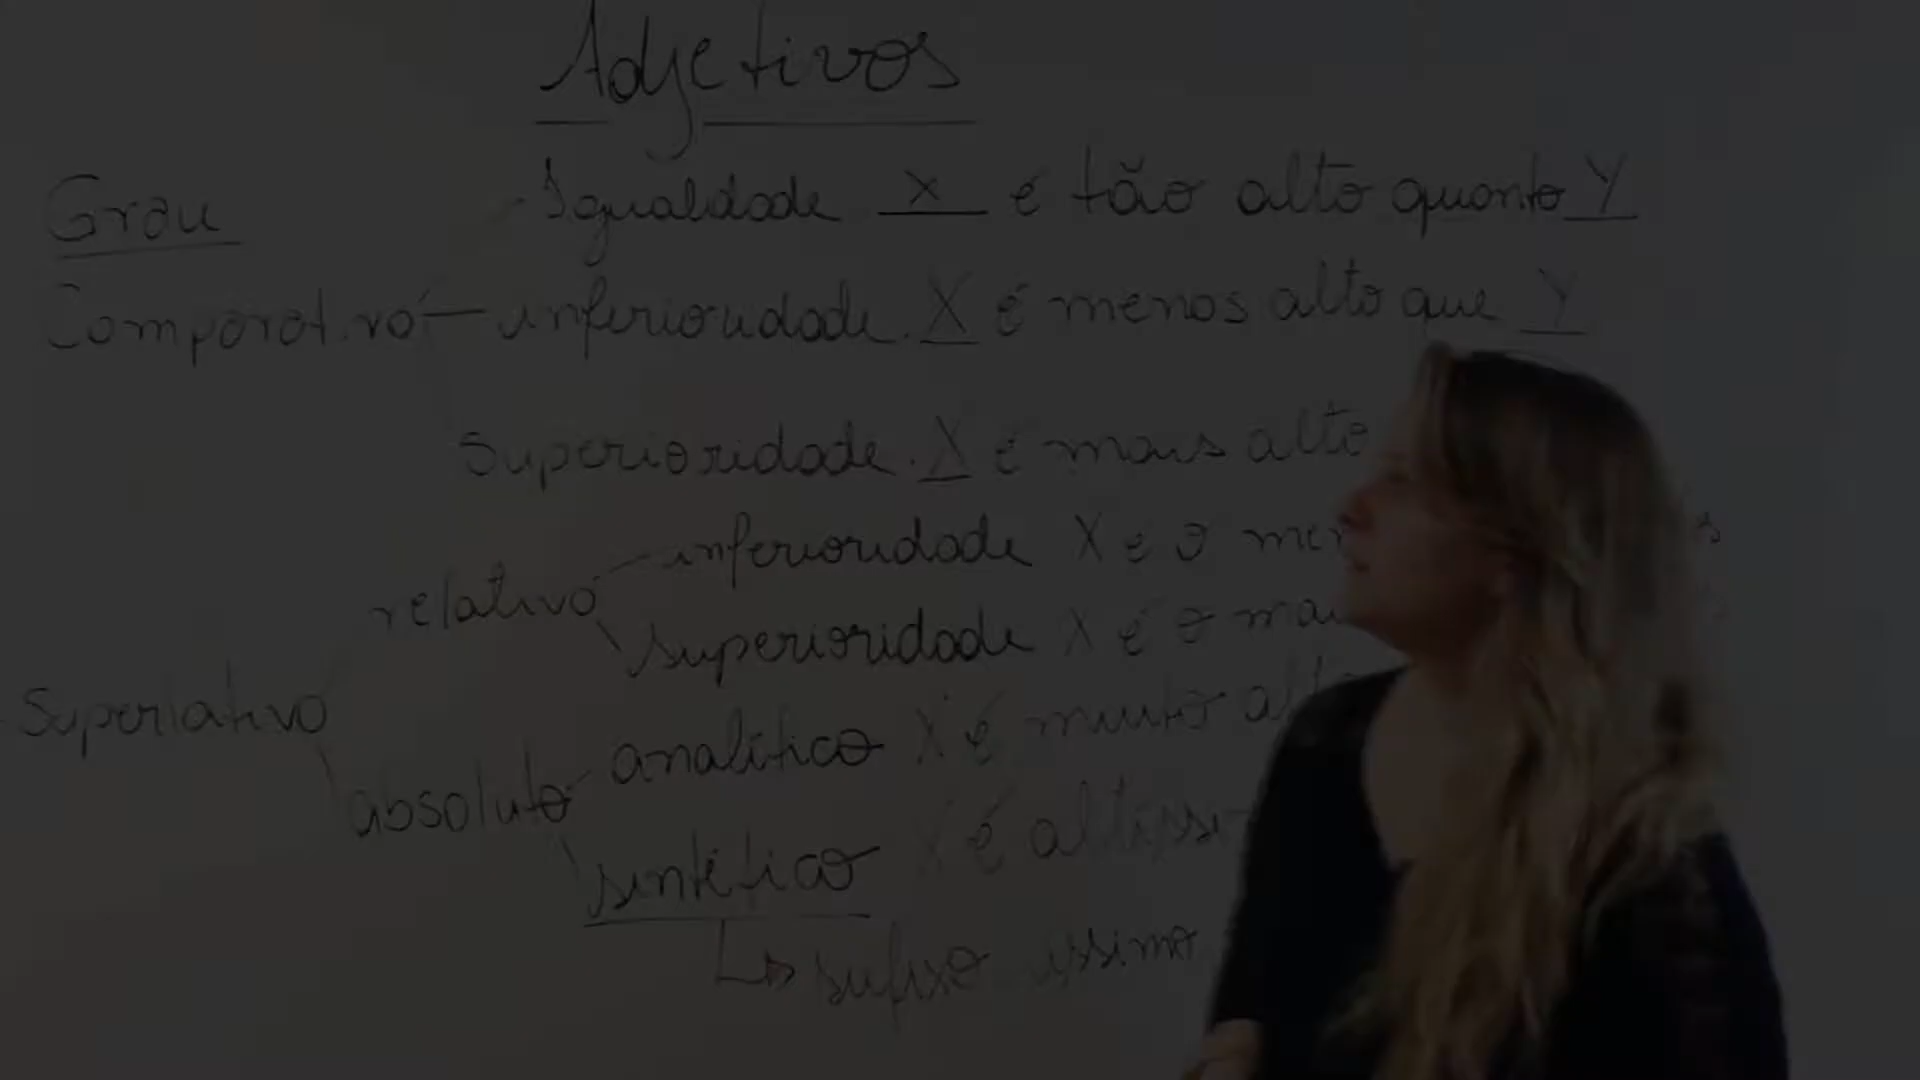 Adjetivos
Grau
Igualdade X é tão alto quanto Y
Comparativo inferioridade. X é menos alto que Y
Superioridade. X é mais alto
relativo
inferioridade X é o
superioridade X é o
Superlativo
absoluto
analítico X é muito
sintético X é altíssi-
↳ sufixo íssimo